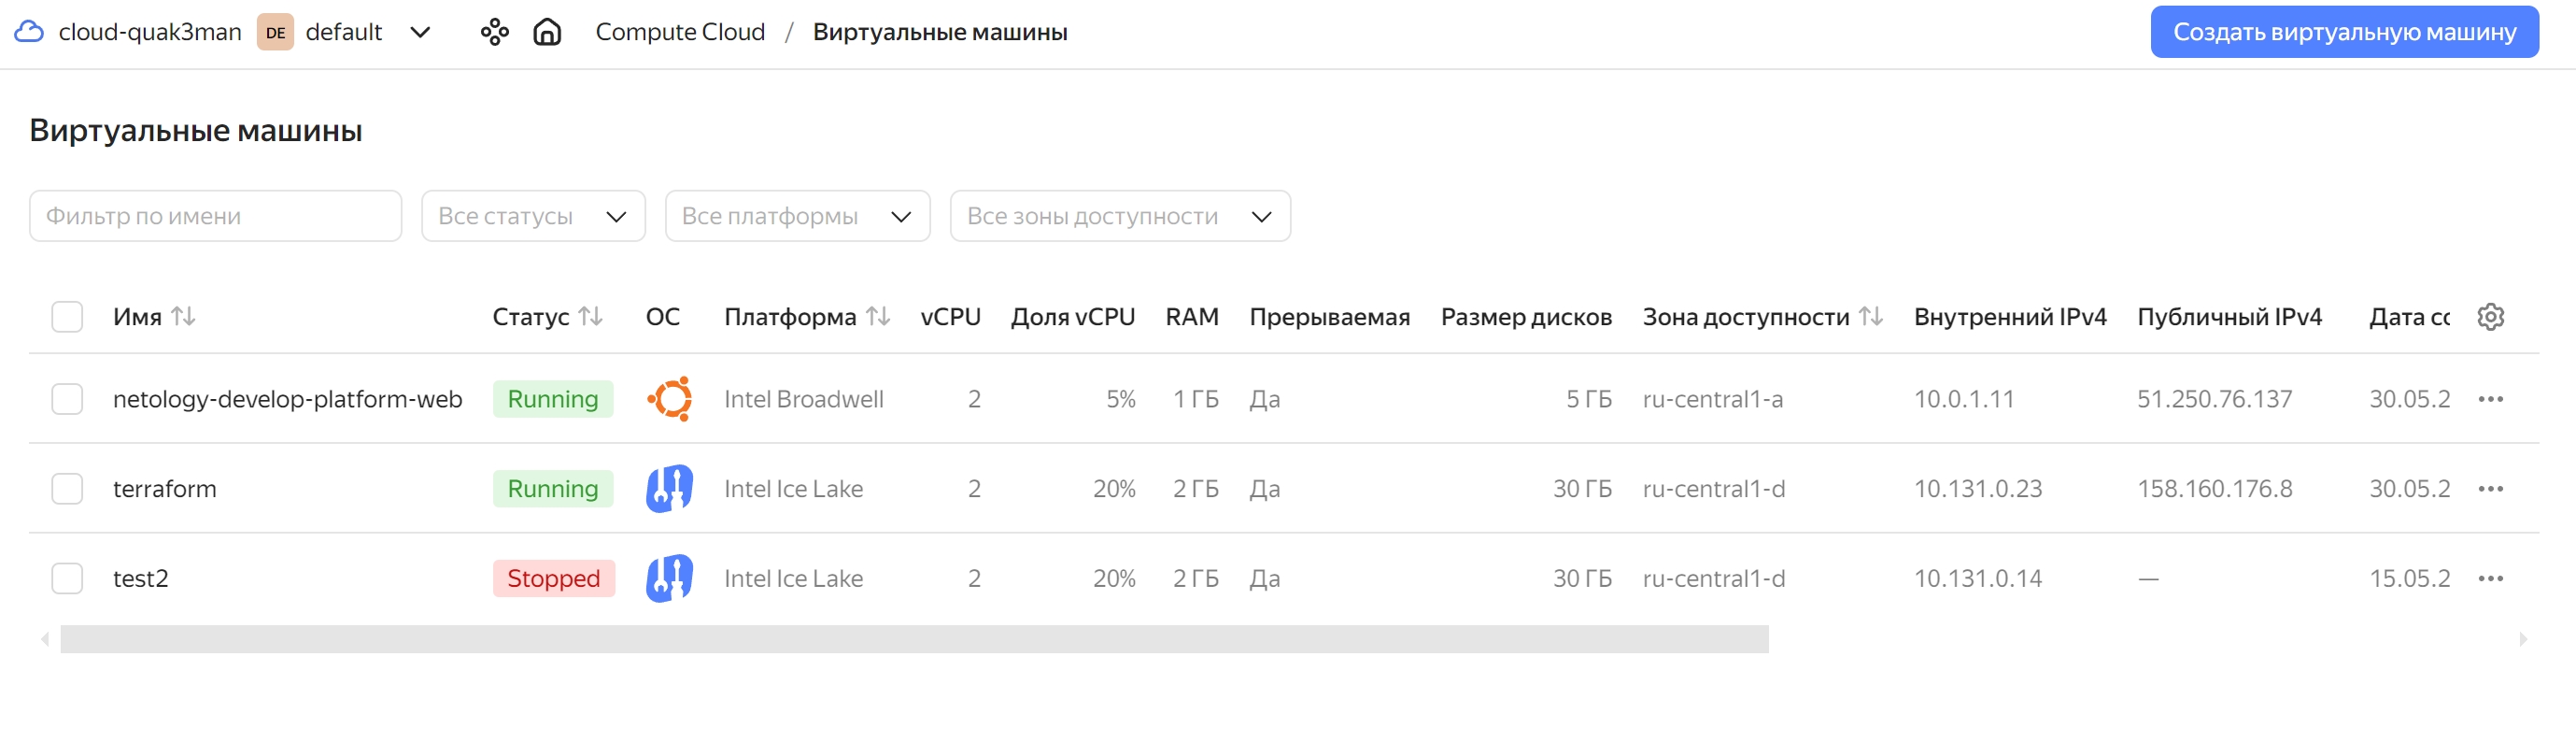 cloud-quak3man DE default Compute Cloud / Виртуальные машины Создать виртуальную машину
Виртуальные машины
Фильтр по имени Все статусы Все платформы Все зоны доступности
Имя Статус ОС Платформа vCPU Доля vCPU RAM Прерываемая Размер дисков Зона доступности Внутренний IPv4 Публичный IPv4 Дата сс
netology-develop-platform-web Running Intel Broadwell 2 5% 1 ГБ Да 5 ГБ ru-central1-a 10.0.1.11 51.250.76.137 30.05.2
terraform Running Intel Ice Lake 2 20% 2 ГБ Да 30 ГБ ru-central1-d 10.131.0.23 158.160.176.8 30.05.2
test2 Stopped Intel Ice Lake 2 20% 2 ГБ Да 30 ГБ ru-central1-d 10.131.0.14 — 15.05.2